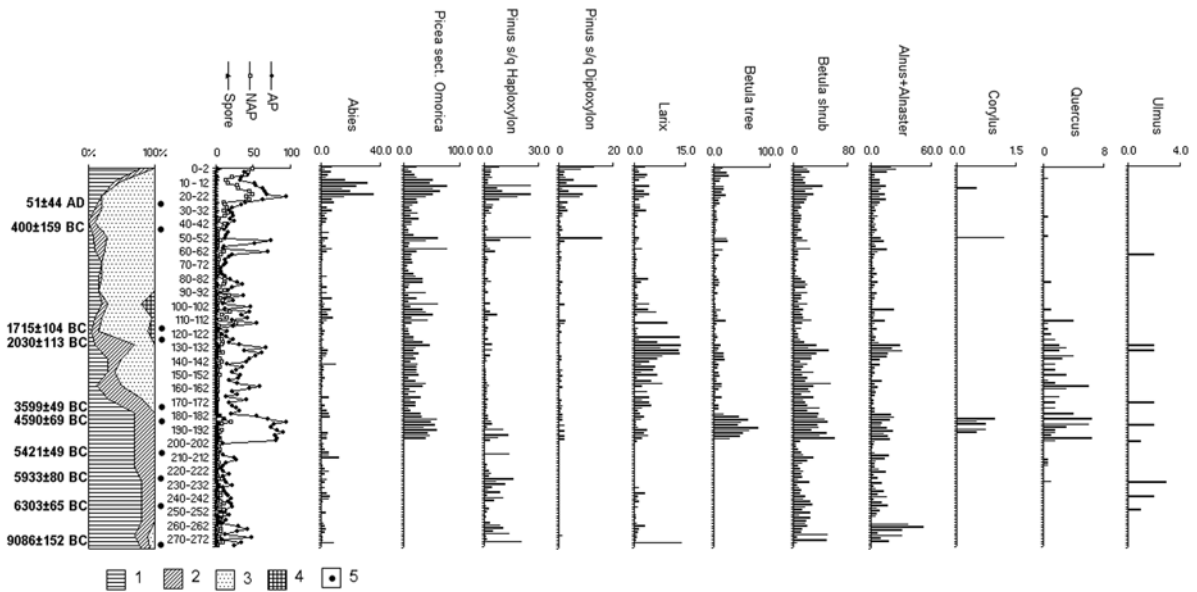 Spore
NAP
AP
Abies
Picea sect. Omorica
Pinus s/q Haploxylon
Pinus s/q Diploxylon
Larix
Betula tree
Betula shrub
Alnus+Alnaster
Corylus
Quercus
Ulmus
0% 100% 0 50 100 0.0 40.0 0.0 100.0 0.0 30.0 0 20 0.0 15.0 0.0 100.0 0 80 0.0 60.0 0.0 15 0 8 0.0 4.0
0-2
10-12
20-22
51±44 AD
30-32
400±159 BC
40-42
50-52
60-62
70-72
80-82
90-92
100-102
110-112
1715±104 BC
120-122
2030±113 BC
130-132
140-142
150-152
160-162
170-172
3599±49 BC
180-182
4590±69 BC
190-192
200-202
5421±49 BC
210-212
220-222
5933±80 BC
230-232
240-242
6303±65 BC
250-252
260-262
270-272
9086±152 BC
1 2 3 4 5